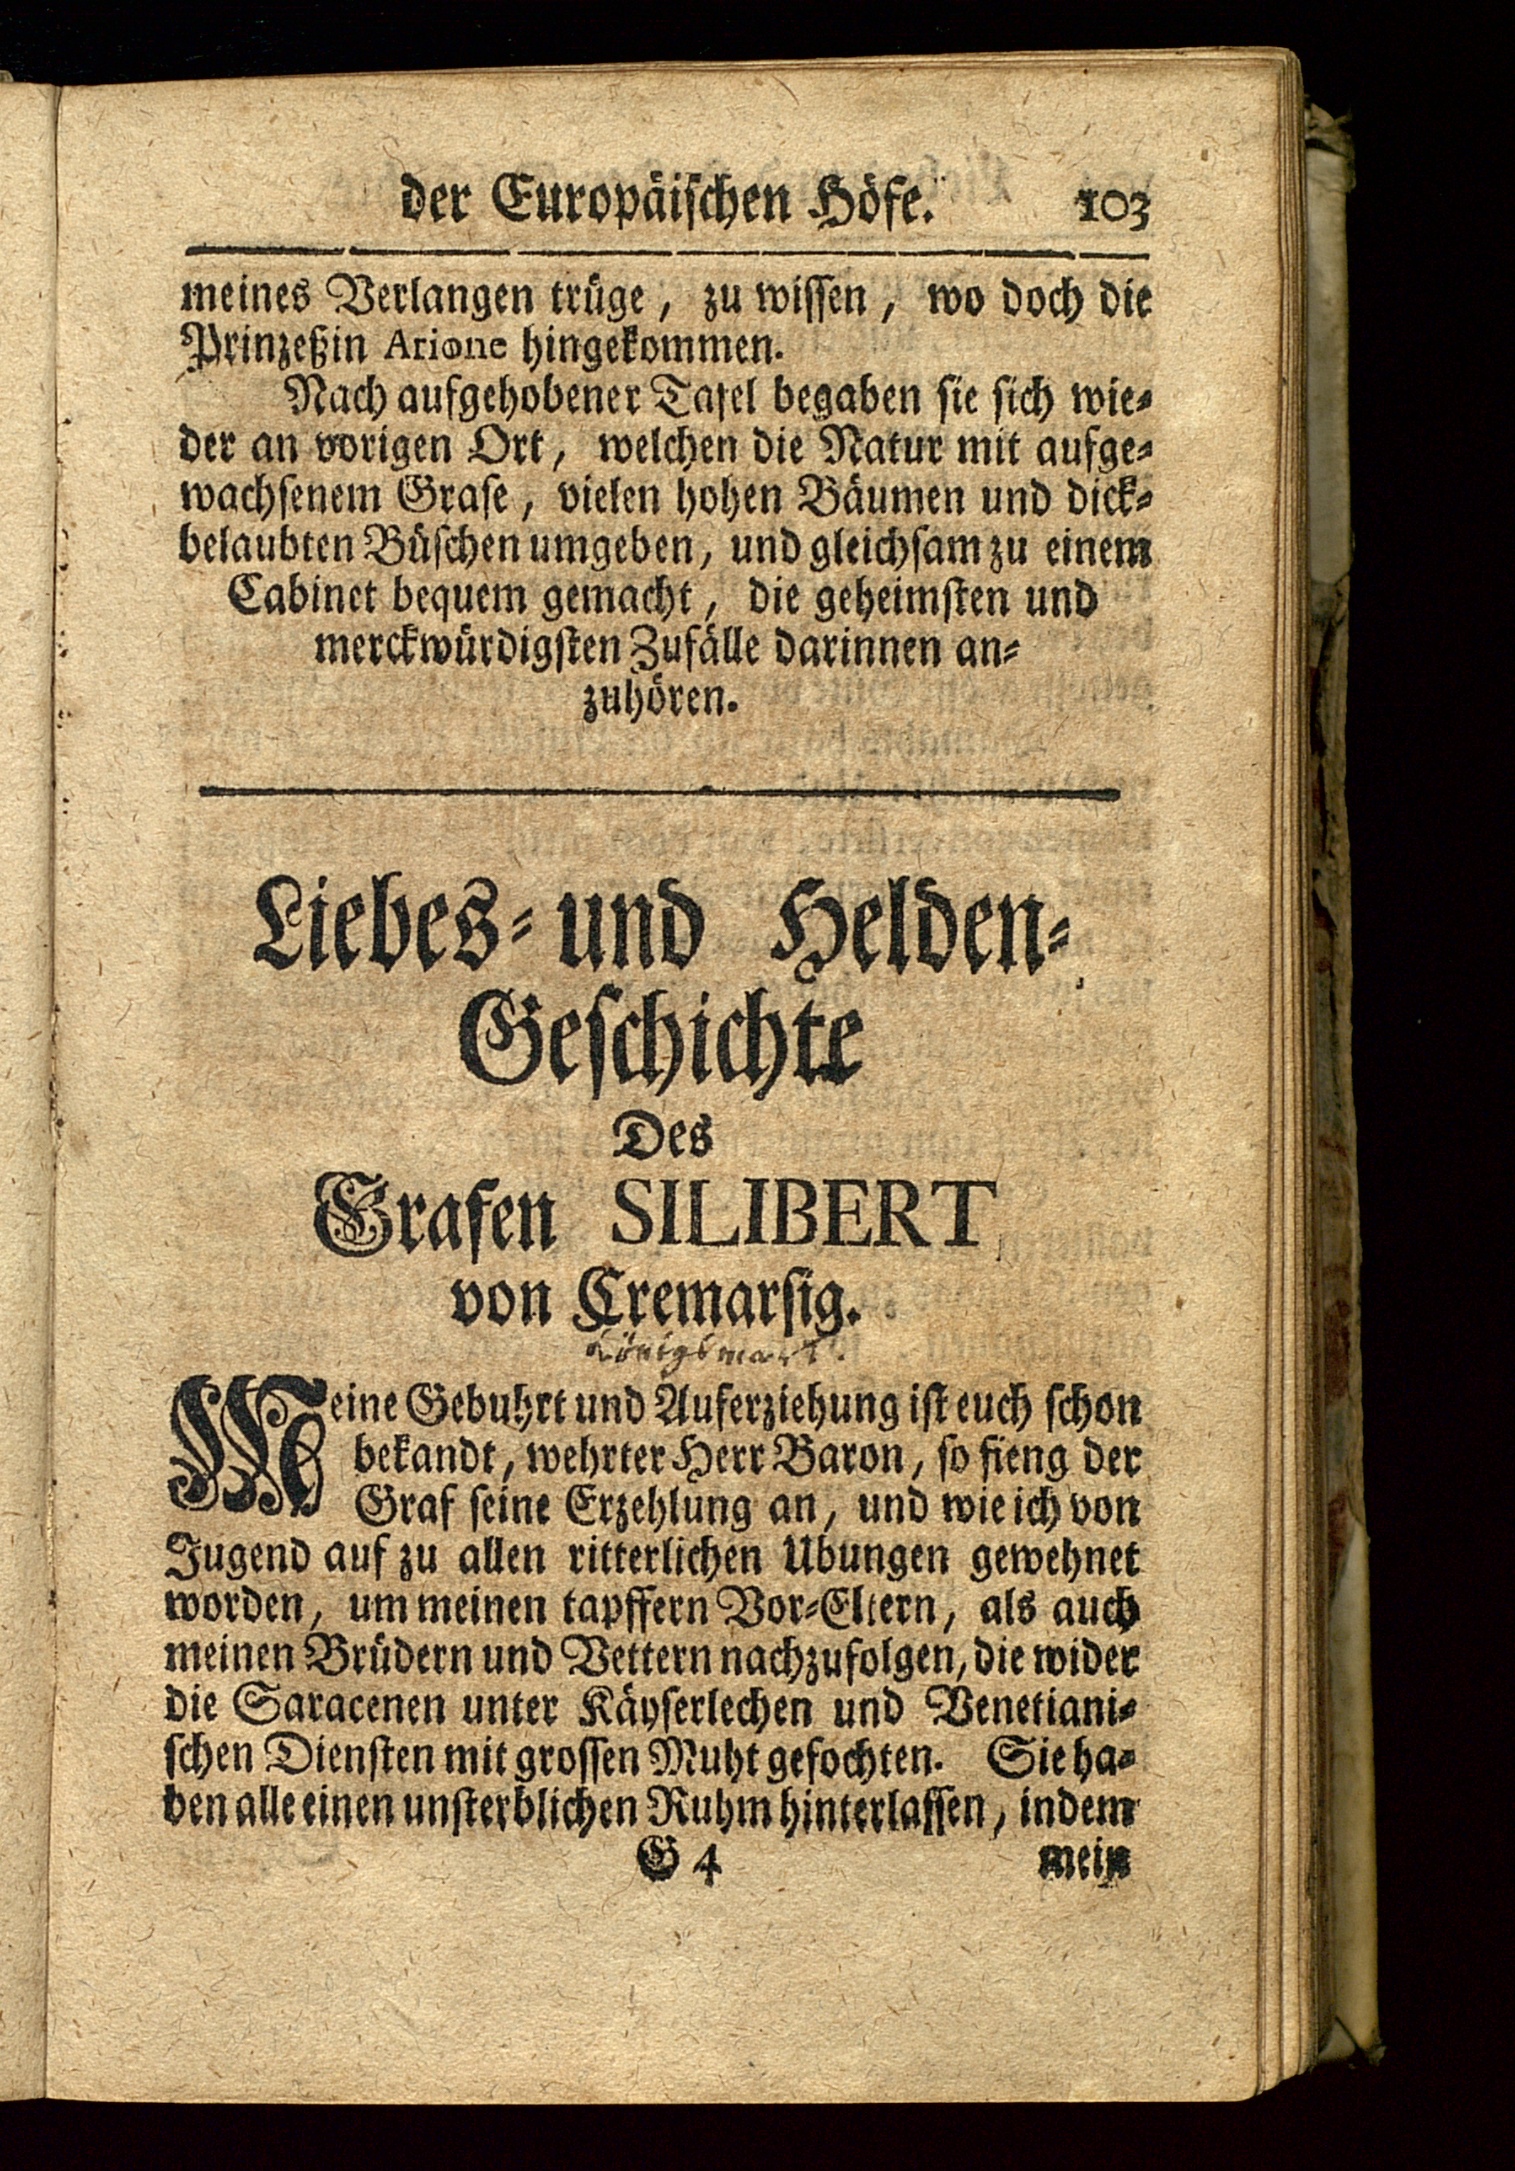 der Europäischen Höfe. 103
meines Verlangen trüge, zu wissen, wo doch die
Prinzeßin Arione hingekommen.
Nach aufgehobener Tafel begaben sie sich wie-
der an vorigen Ort, welchen die Natur mit aufge-
wachsenem Grase, vielen hohen Bäumen und dick-
belaubten Büschen umgeben, und gleichsam zu einem
Cabinet bequem gemacht, die geheimsten und
merckwürdigsten Zufälle darinnen an-
zuhören.
Liebes- und Helden-
Geschichte
Des
Grafen SILIBERT
von Cremarsig.
Königsmark.
Meine Gebuhrt und Auferziehung ist euch schon
bekandt, wehrter Herr Baron, so fieng der
Graf seine Erzehlung an, und wie ich von
Jugend auf zu allen ritterlichen Ubungen gewehnet
worden, um meinen tapffern Vor-Eltern, als auch
meinen Brüdern und Vettern nachzufolgen, die wider
die Saracenen unter Käyserlechen und Venetiani-
schen Diensten mit grossen Muht gefochten. Sie ha-
ben alle einen unsterblichen Ruhm hinterlassen, indem
G 4 mein